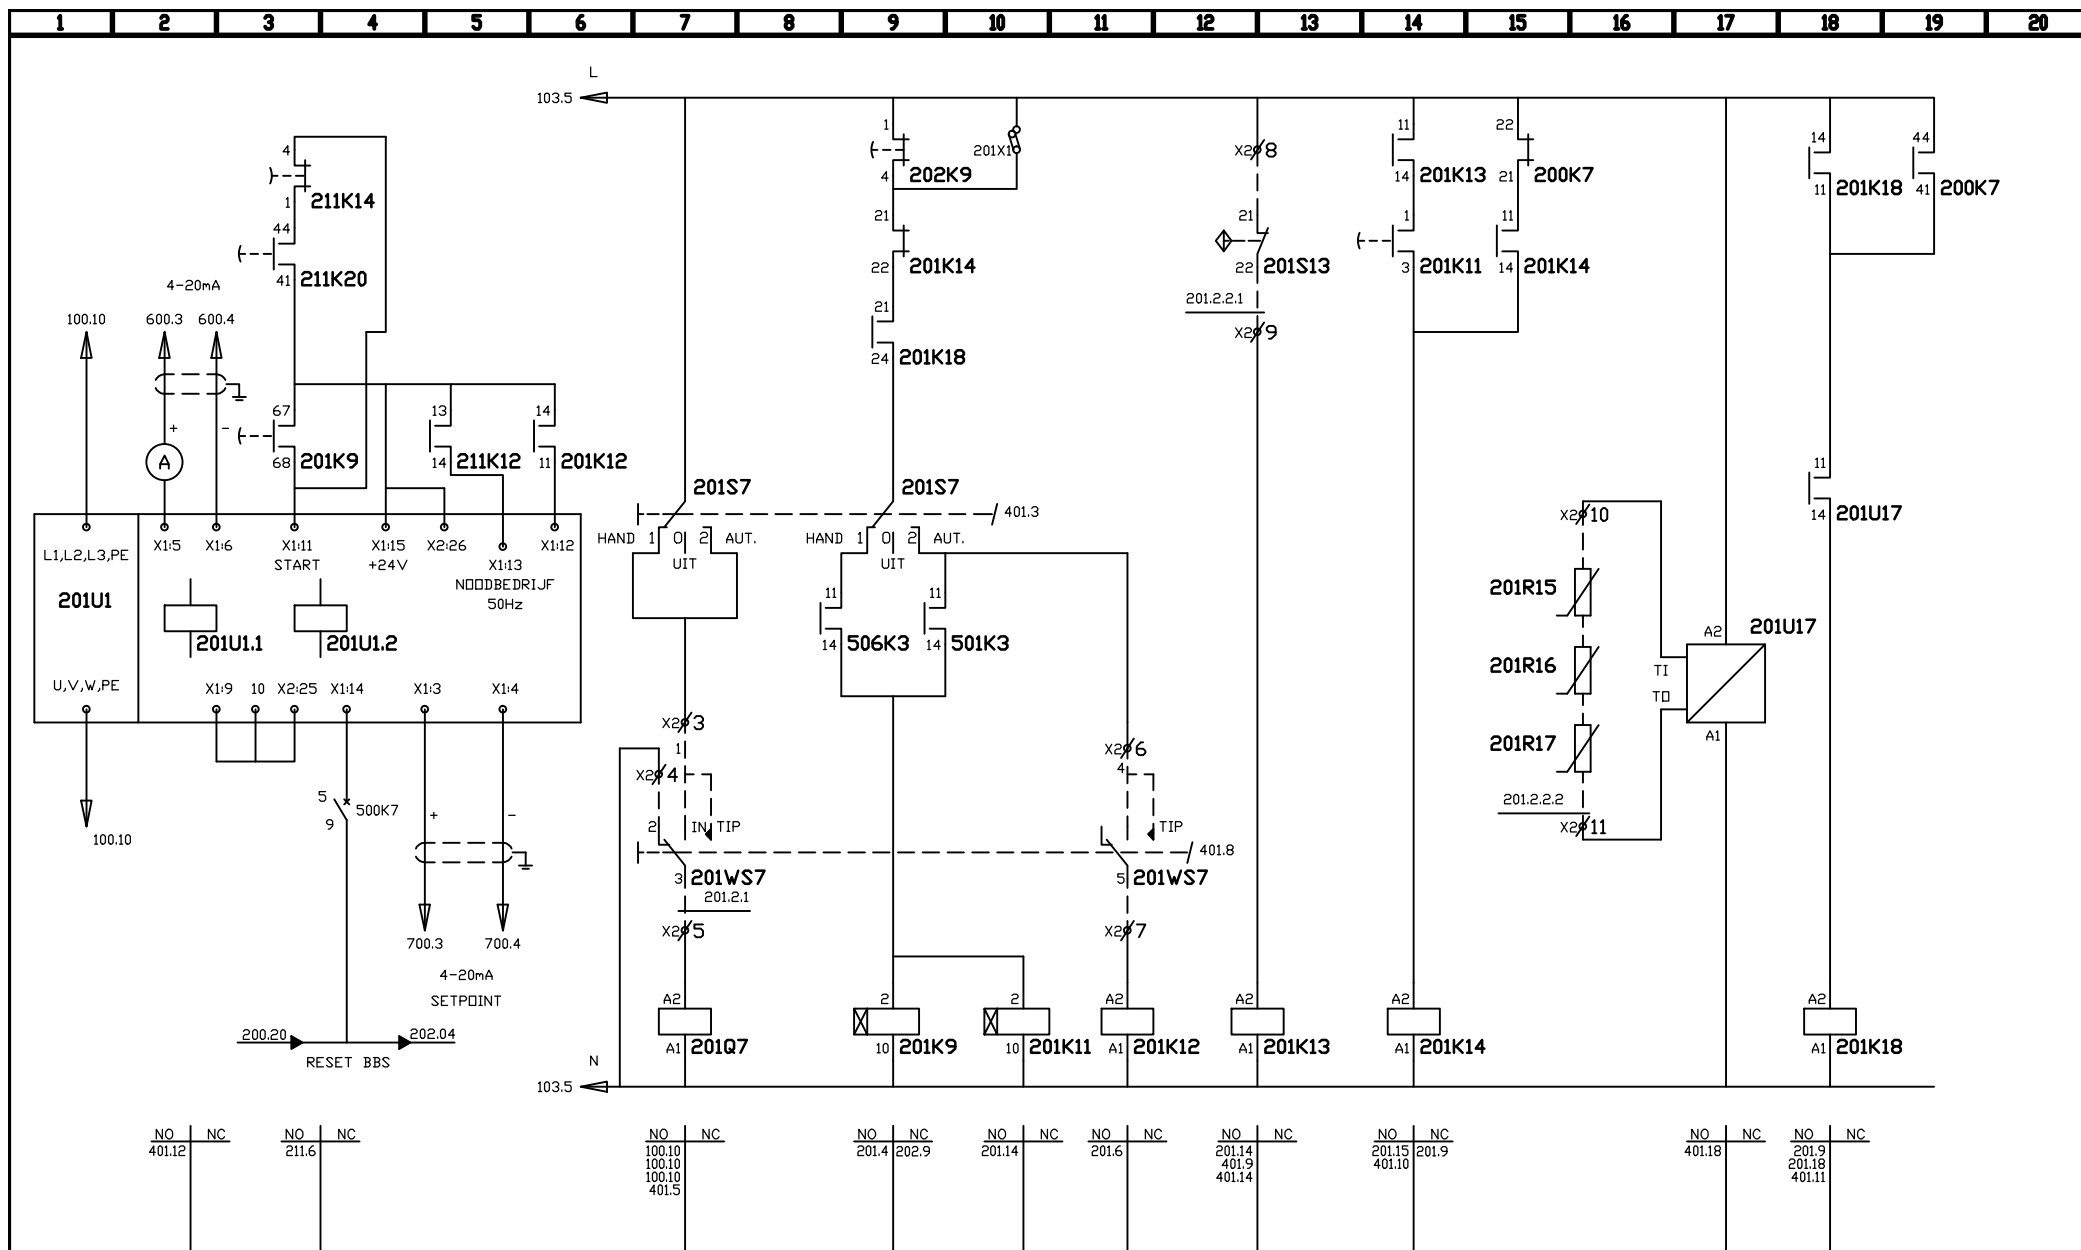 1 2 3 4 5 6 7 8 9 10 11 12 13 14 15 16 17 18 19 20
L
103.5
4
211K14
1
44
211K20
41
4-20mA
100.10 600.3 600.4
67
201K9
68
13
211K12
14
14
201K12
11
+ -
A
X1:5 X1:6 X1:11 X1:15 X2:26 X1:12
L1,L2,L3,PE
START +24V
X1:13
NOODBEDRIJF
50Hz
201U1
201U1.1 201U1.2
U,V,W,PE
X1:9 10 X2:25 X1:14 X1:3 X1:4
100.10
5
500K7
9
+ -
700.3 700.4
4-20mA
SETPOINT
200.20 202.04
RESET BBS
1
202K9
4
201X1
21
201K14
22
21
201K18
24
201S7 201S7
401.3
HAND 1 0 2 AUT.
UIT
HAND 1 0 2 AUT.
UIT
11
506K3
14
11
501K3
14
X2 3
1
X2 4
2
IN TIP
201WS7
3
201.2.1
X2 5
X2 6
4
TIP
401.8
201WS7
5
X2 7
X2 8
21
201S13
22
201.2.2.1
X2 9
11
201K13
14
1
201K11
3
22
200K7
21
11
201K14
14
X2 10
201R15
201R16
201R17
201.2.2.2
X2 11
TI
TO
A2
201U17
A1
14
201K18
11
44
200K7
41
11
201U17
14
A2
201Q7
A1
2
201K9
10
2
201K11
10
A2
201K12
A1
A2
201K13
A1
A2
201K14
A1
A2
201K18
A1
N
103.5
NO NC
401.12
NO NC
211.6
NO NC
100.10
100.10
100.10
401.5
NO NC
201.4 202.9
NO NC
201.14
NO NC
201.6
NO NC
201.14
401.9
401.14
NO NC
201.15 201.9
401.10
NO NC
401.18
NO NC
201.9
201.18
401.11